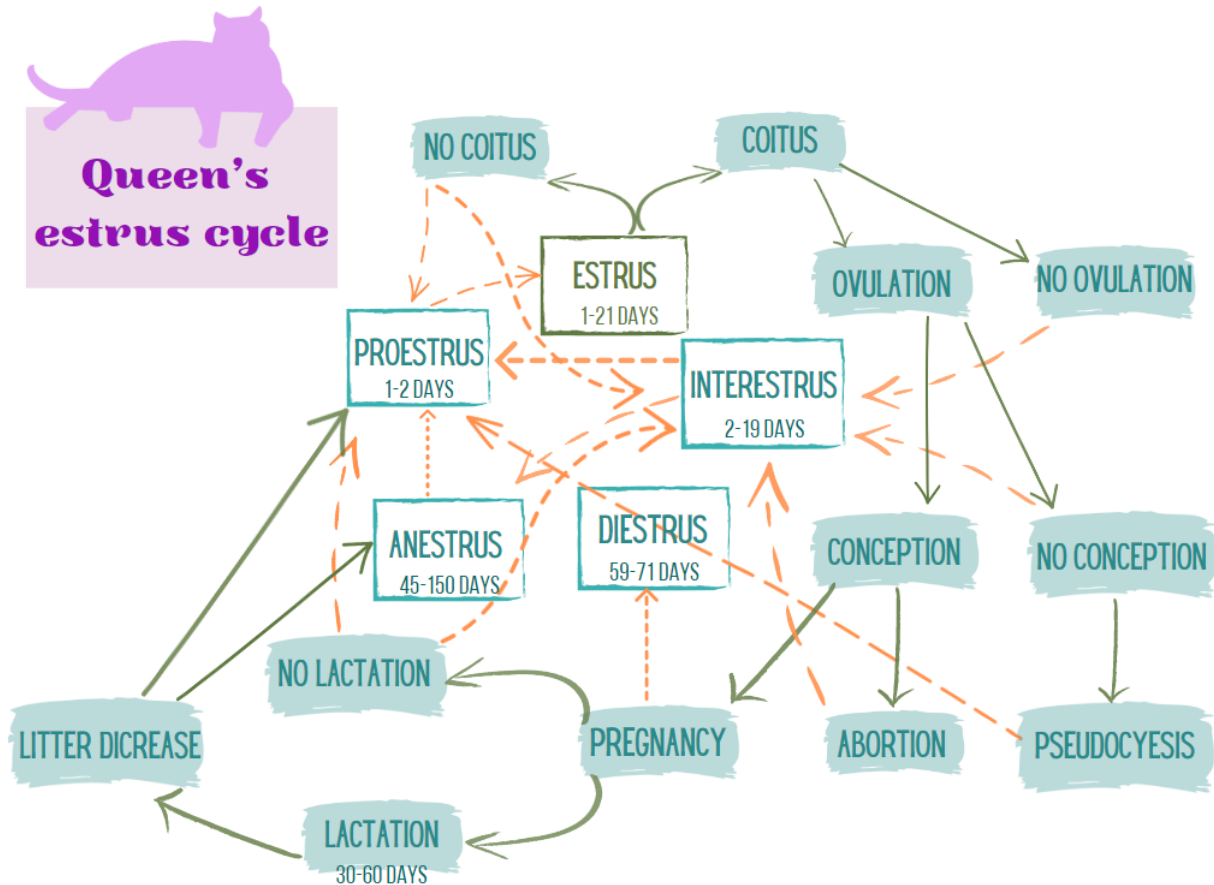 Queen's
estrus cycle
NO COITUS
COITUS
ESTRUS
1-21 DAYS
OVULATION
NO OVULATION
PROESTRUS
1-2 DAYS
INTERESTRUS
2-19 DAYS
ANESTRUS
45-150 DAYS
DIESTRUS
59-71 DAYS
CONCEPTION
NO CONCEPTION
NO LACTATION
LITTER DICREASE
PREGNANCY
ABORTION
PSEUDOCYESIS
LACTATION
30-60 DAYS